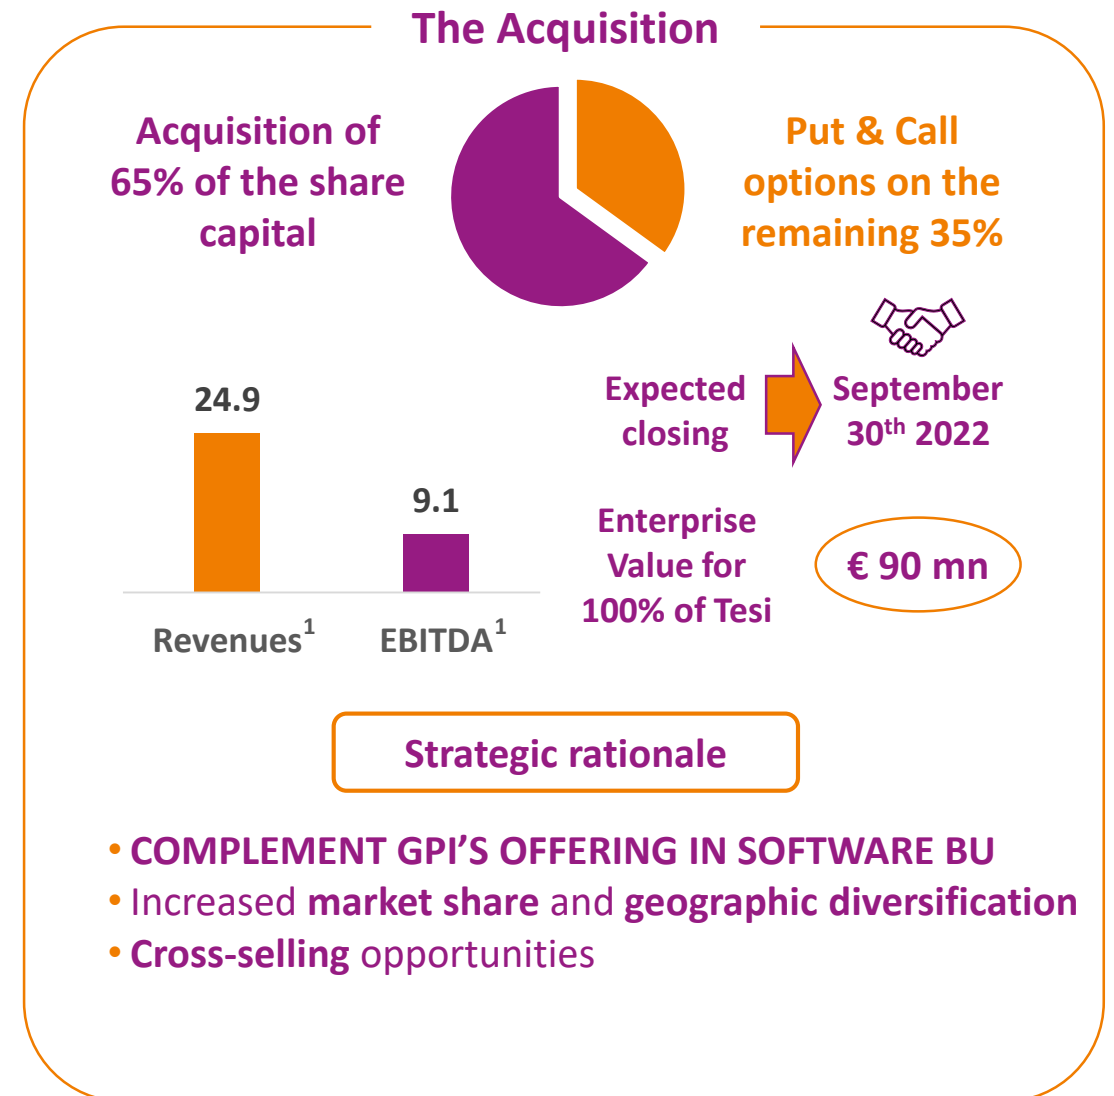 The Acquisition
Acquisition of
65% of the share
capital
Put & Call
options on the
remaining 35%
24.9
9.1
Revenues¹
EBITDA¹
Expected
closing
September
30th 2022
Enterprise
Value for
100% of Tesi
€ 90 mn
Strategic rationale
• COMPLEMENT GPI’S OFFERING IN SOFTWARE BU
• Increased market share and geographic diversification
• Cross-selling opportunities